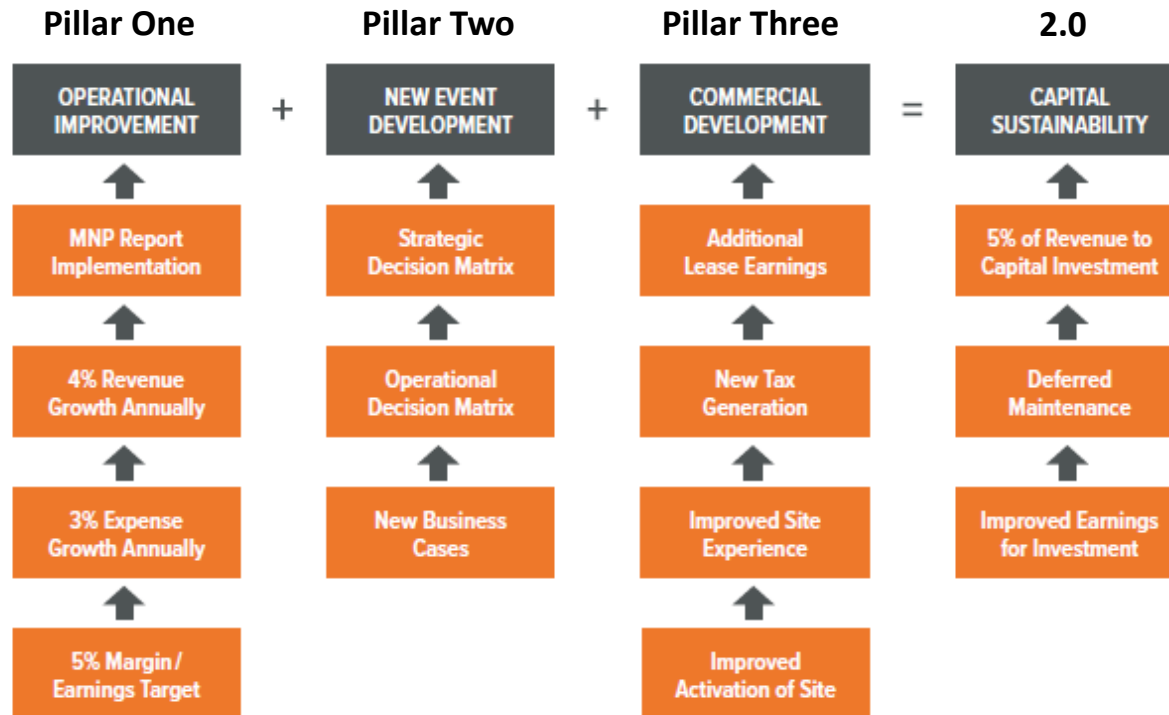 Pillar One
Pillar Two
Pillar Three
2.0
OPERATIONAL
IMPROVEMENT
+
NEW EVENT
DEVELOPMENT
+
COMMERCIAL
DEVELOPMENT
=
CAPITAL
SUSTAINABILITY
MNP Report
Implementation
Strategic
Decision Matrix
Additional
Lease Earnings
5% of Revenue to
Capital Investment
4% Revenue
Growth Annually
Operational
Decision Matrix
New Tax
Generation
Deferred
Maintenance
3% Expense
Growth Annually
New Business
Cases
Improved Site
Experience
Improved Earnings
for Investment
5% Margin/
Earnings Target
Improved
Activation of Site